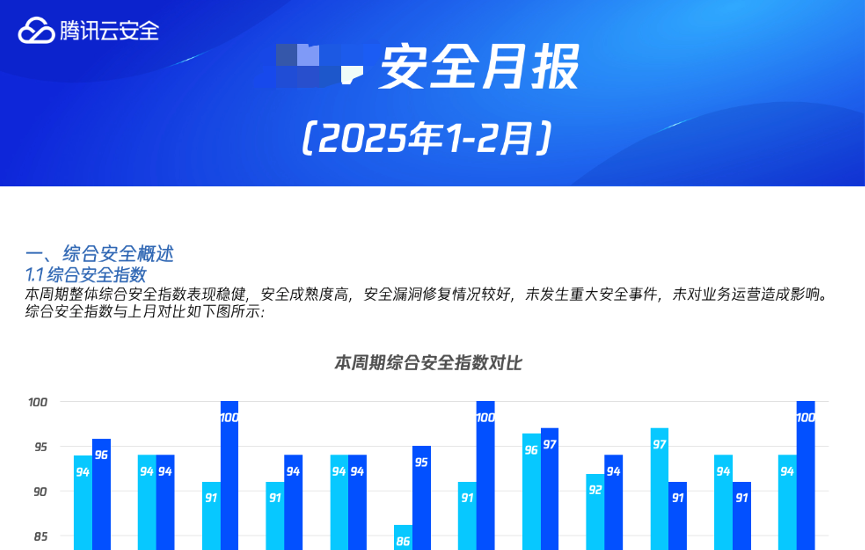 腾讯云安全
安全月报
(2025年1-2月)
一、综合安全概述
1.1 综合安全指数
本周期整体综合安全指数表现稳健，安全成熟度高，安全漏洞修复情况较好，未发生重大安全事件，未对业务运营造成影响。
综合安全指数与上月对比如下图所示：
本周期综合安全指数对比
100
95
90
85
94 96
94 94
91 100
91 94
94 94
86 95
91 100
96 97
92 94
97 91
94 91
94 100